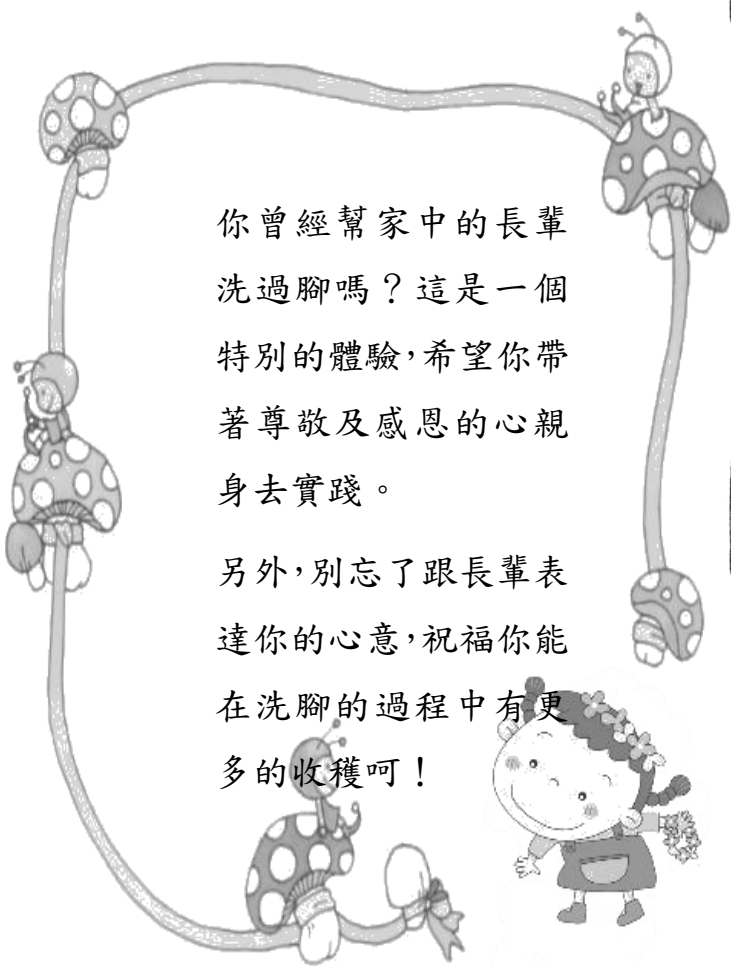 你曾經幫家中的長輩
洗過腳嗎？這是一個
特別的體驗，希望你帶
著尊敬及感恩的心親
身去實踐。
另外，別忘了跟長輩表
達你的心意，祝福你能
在洗腳的過程中有更
多的收穫呵！